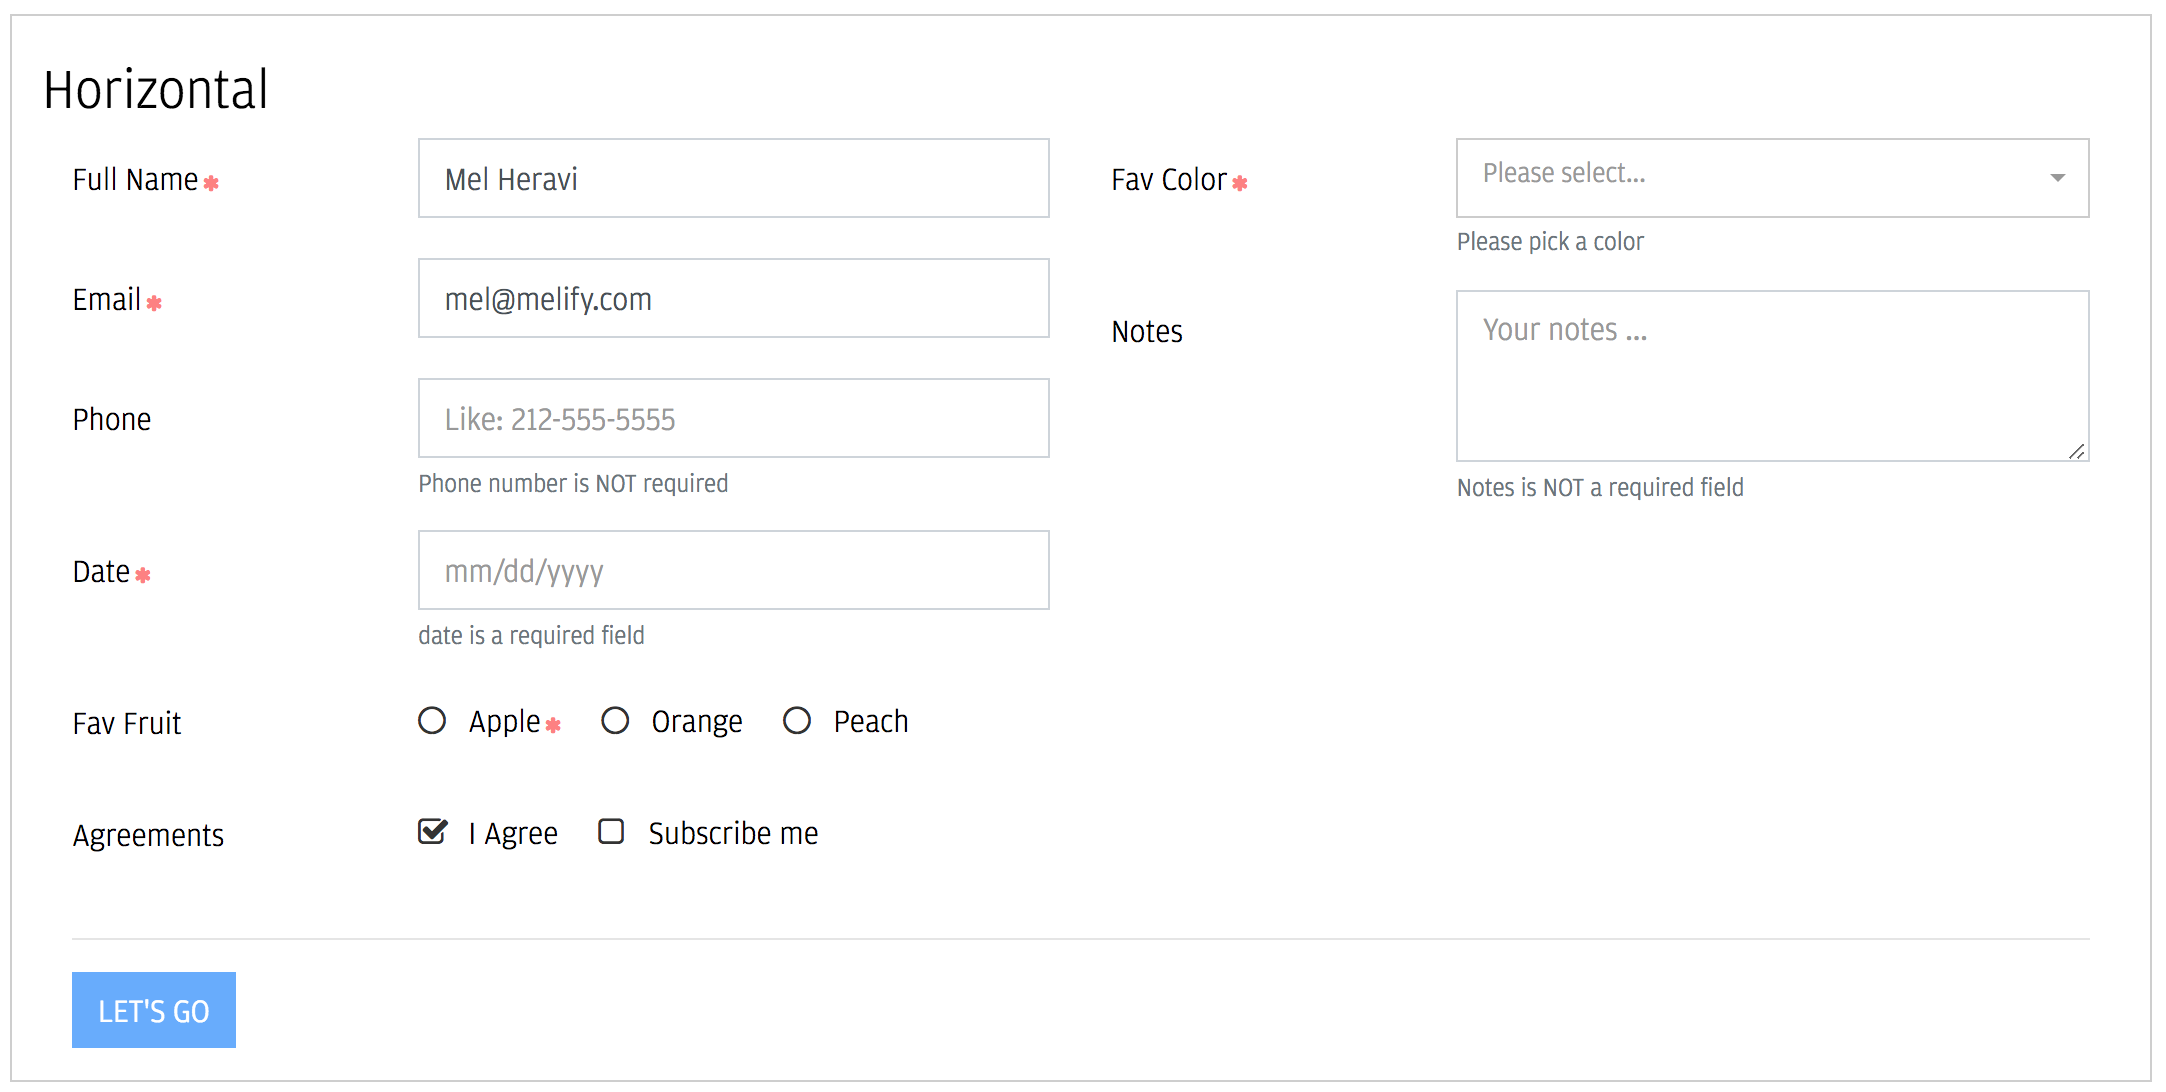 Horizontal
Full Name*
Mel Heravi
Email*
mel@melify.com
Phone
Like: 212-555-5555
Phone number is NOT required
Date*
mm/dd/yyyy
date is a required field
Fav Fruit
Apple* Orange Peach
Agreements
I Agree Subscribe me
Fav Color*
Please select...
Please pick a color
Notes
Your notes ...
Notes is NOT a required field
LET'S GO